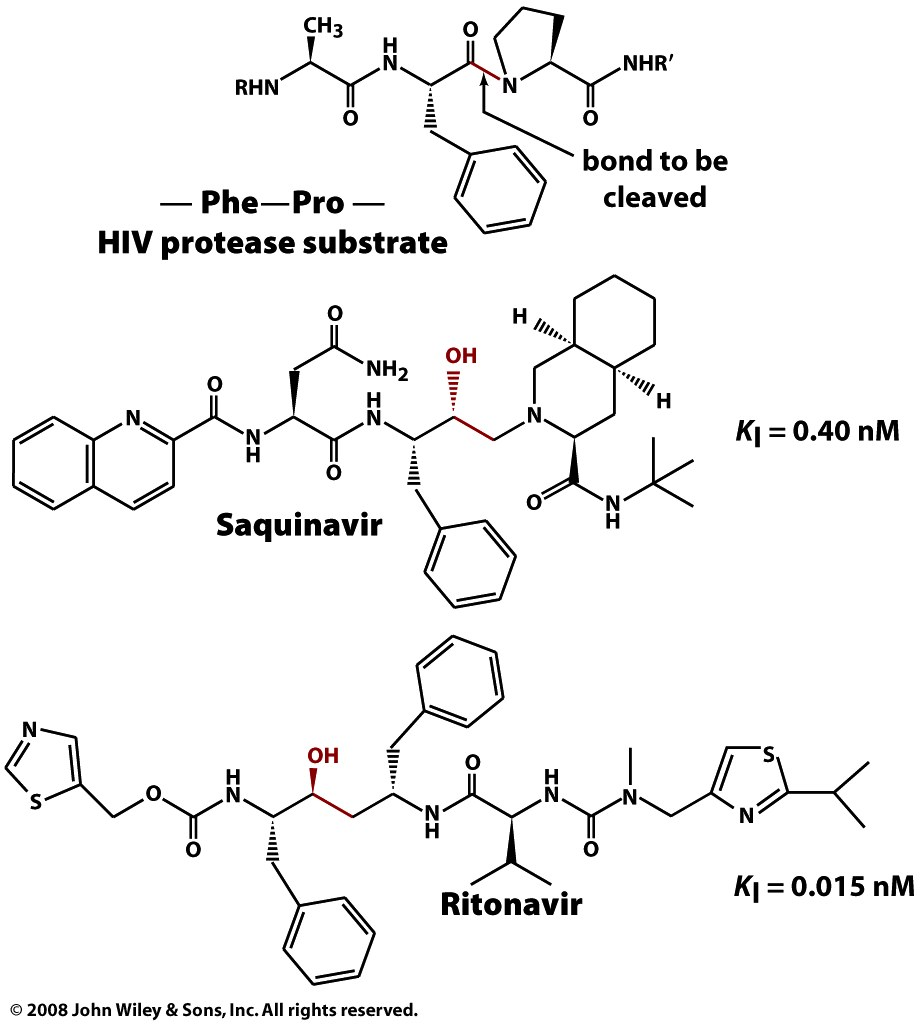 CH3
O
H
N
RHN
N
NHR′
O
O
bond to be
cleaved
— Phe—Pro —
HIV protease substrate
O
NH2
OH
H
H
O
N
N
H
O
H
N
N
O
N
H
KI = 0.40 nM
Saquinavir
N
S
O
O
H
N
OH
N
H
O
H
N
O
N
S
N
KI = 0.015 nM
Ritonavir
© 2008 John Wiley & Sons, Inc. All rights reserved.